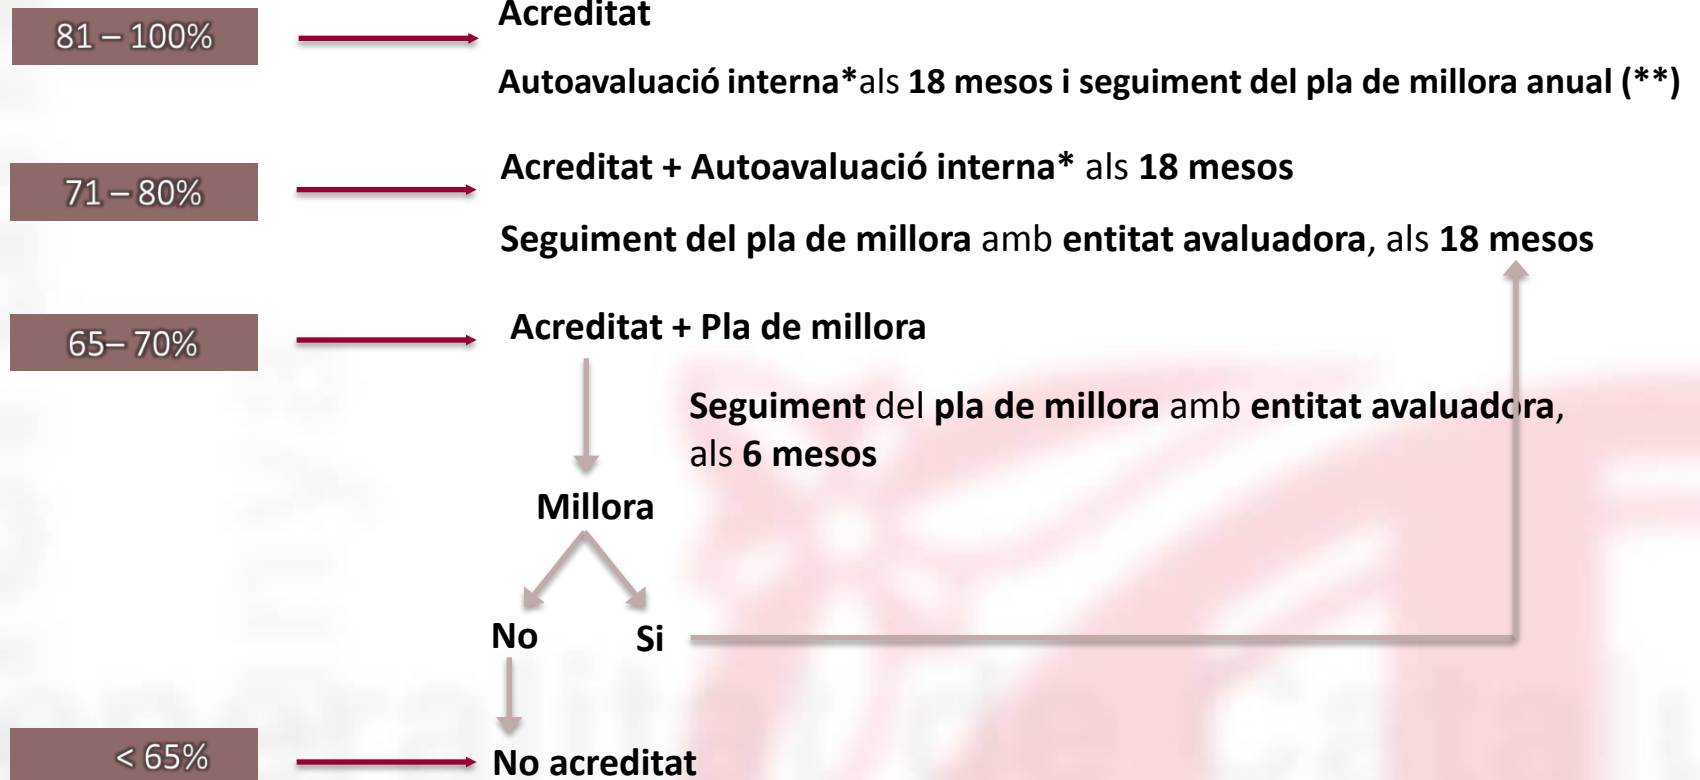 Acreditat
81 – 100%
Autoavaluació interna*als 18 mesos i seguiment del pla de millora anual (**)
Acreditat + Autoavaluació interna* als 18 mesos
71 – 80%
Seguiment del pla de millora amb entitat avaluadora, als 18 mesos
Acreditat + Pla de millora
65– 70%
Seguiment del pla de millora amb entitat avaluadora,
als 6 mesos
Millora
No Si
< 65%
No acreditat